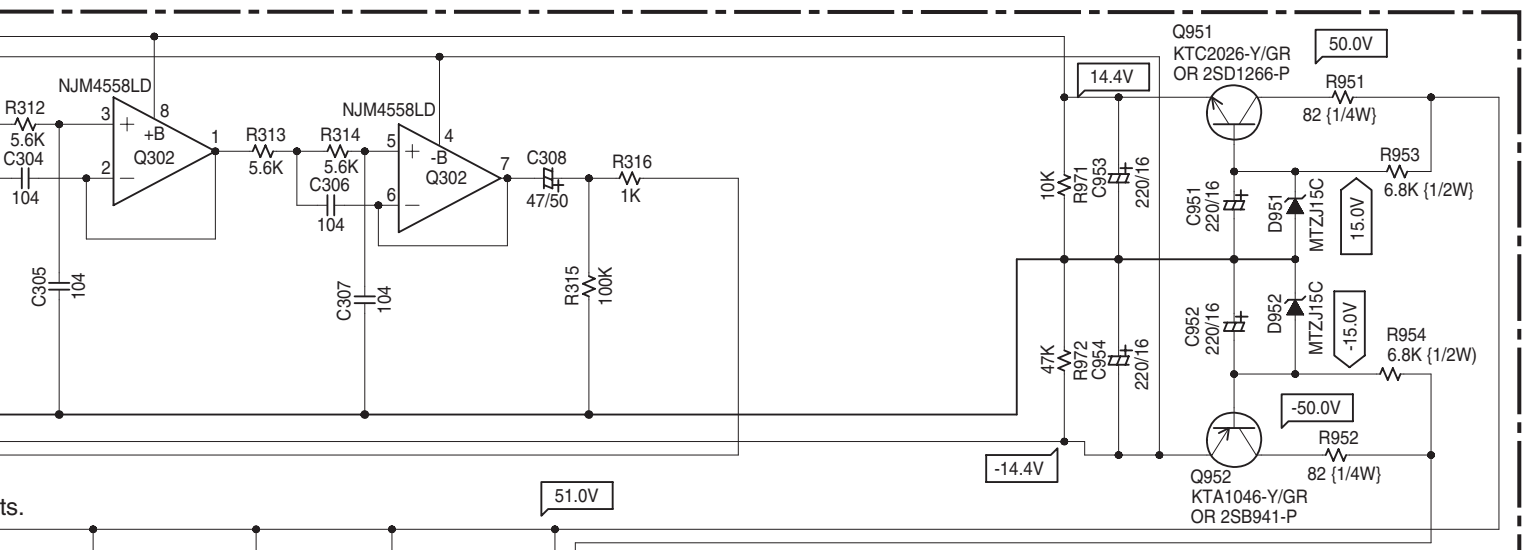 NJM4558LD
R312
5.6K
C304
104
3
+
8
+B
Q302
2
−
1
C305
104
R313
5.6K
R314
5.6K
C306
104
NJM4558LD
5
+
4
-B
Q302
6
−
7
C307
104
C308
+
47/50
R316
1K
R315
100K
14.4V
10K
R971
C953
+
220/16
47K
R972
C954
+
220/16
-14.4V
Q951
KTC2026-Y/GR
OR 2SD1266-P
50.0V
R951
82 {1/4W}
R953
6.8K {1/2W}
C951
220/16
+
D951
MTZJ15C
15.0V
C952
220/16
+
D952
MTZJ15C
-15.0V
R954
6.8K {1/2W)
-50.0V
R952
82 {1/4W}
Q952
KTA1046-Y/GR
OR 2SB941-P
51.0V
ts.